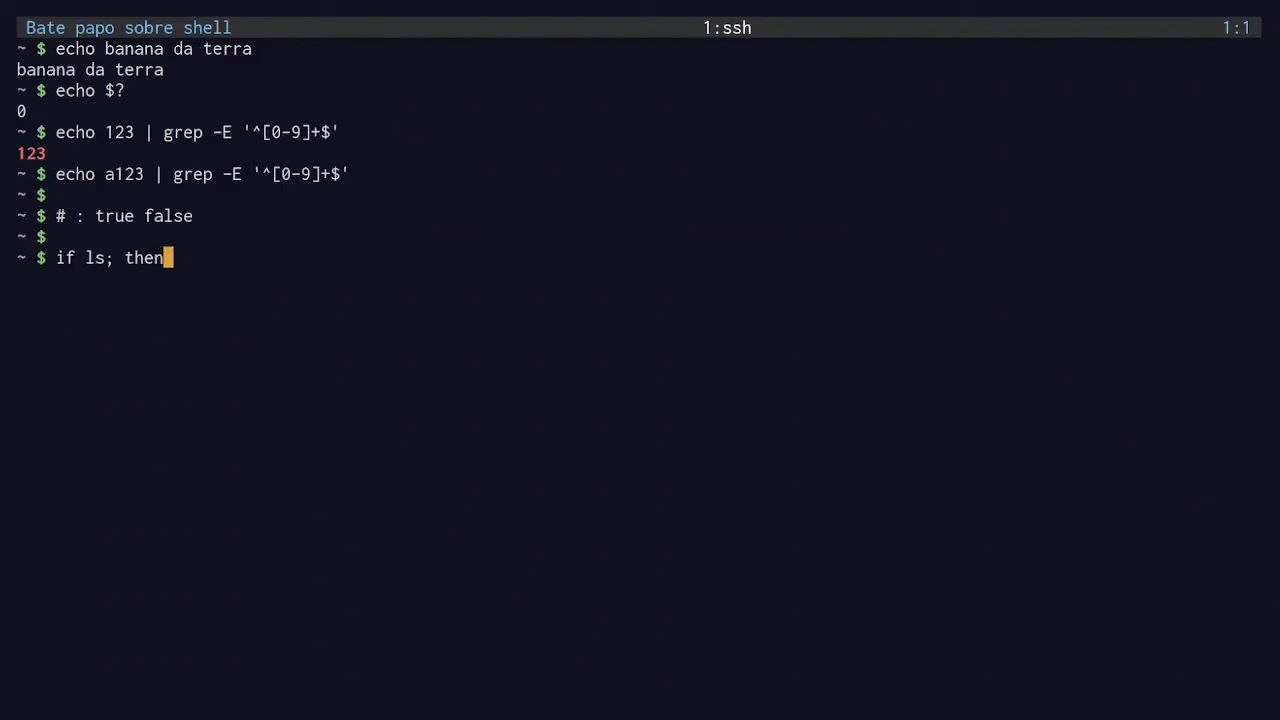 Bate papo sobre shell 1:ssh 1:1
~ $ echo banana da terra
banana da terra
~ $ echo $?
0
~ $ echo 123 | grep -E '^[0-9]+$'
123
~ $ echo a123 | grep -E '^[0-9]+$'
~ $
~ $ # : true false
~ $
~ $ if ls; then